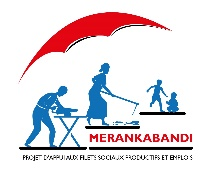 MERANKABANDI
PROJET D'APPUI AUX FILETS SOCIAUX PRODUCTIFS ET EMPLOIS